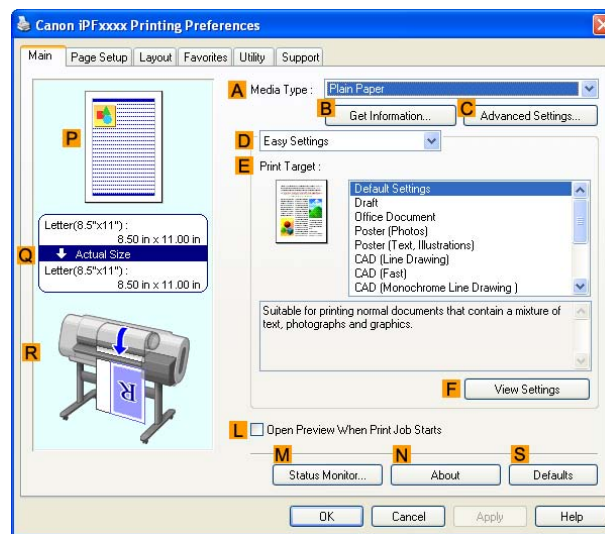 Canon iPFxxxx Printing Preferences
Main Page Setup Layout Favorites Utility Support
A Media Type : Plain Paper
B C
Get Information... Advanced Settings...
D Easy Settings
E Print Target :
P
Default Settings
Draft
Office Document
Poster (Photos)
Poster (Text, Illustrations)
CAD (Line Drawing)
CAD (Fast)
CAD (Monochrome Line Drawing )
Letter(8.5"x11") :
8.50 in x 11.00 in
Q Actual Size
Letter(8.5"x11") :
8.50 in x 11.00 in
Suitable for printing normal documents that contain a mixture of
text, photographs and graphics.
R
R
F View Settings
L Open Preview When Print Job Starts
M N S
Status Monitor... About Defaults
OK Cancel Apply Help